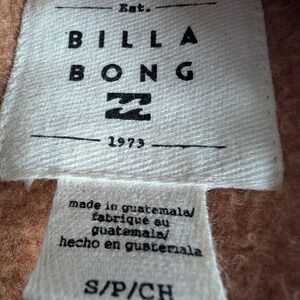 Est.
BILLA
BONG
1973
made in guatemala/
fabriqué au
guatemala/
hecho en guatemala
S/P/CH